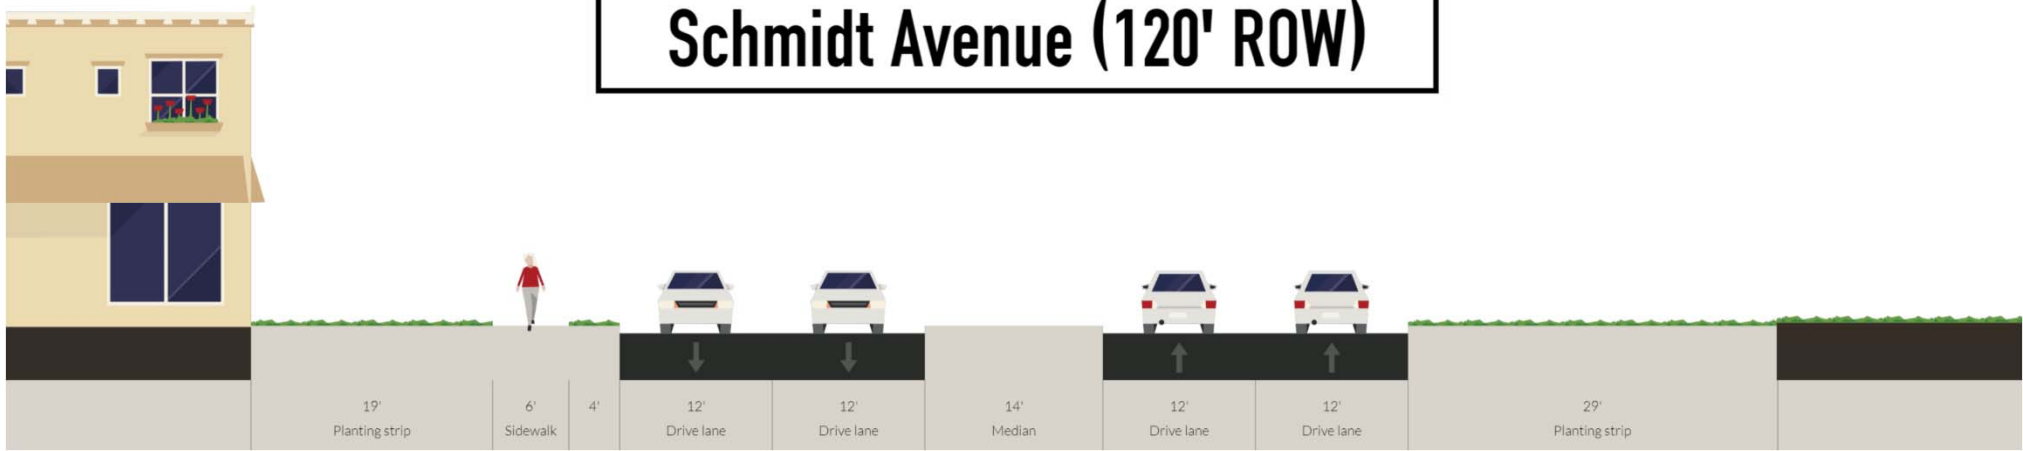 Schmidt Avenue (120' ROW)
19'
Planting strip
6'
Sidewalk
4'
12'
Drive lane
12'
Drive lane
14'
Median
12'
Drive lane
12'
Drive lane
29'
Planting strip